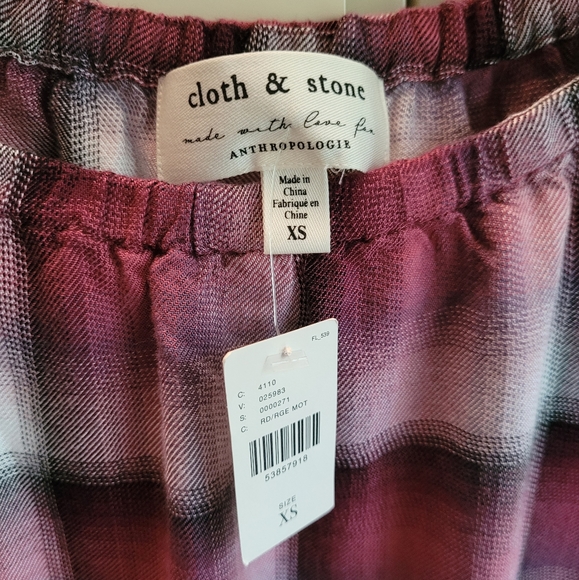 cloth & stone
made with love for
ANTHROPOLOGIE
Made in
China
Fabriqué en
Chine
XS
FL_539
C: 4110
V: 025983
S: 0000271
C: RD/RGE MOT
53857918
SIZE
XS